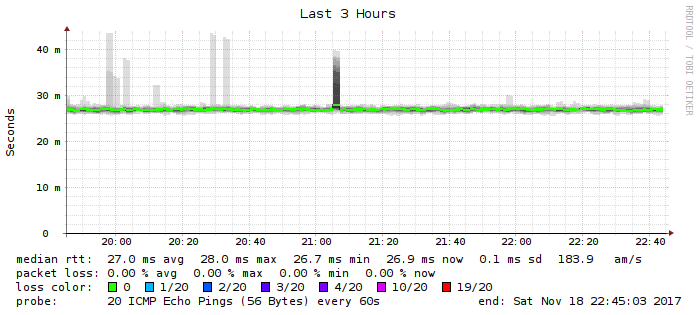 Last 3 Hours
RRDTOOL / TOBI OETIKER
Seconds
40 m
30 m
20 m
10 m
0
20:00 20:20 20:40 21:00 21:20 21:40 22:00 22:20 22:40
median rtt: 27.0 ms avg 28.0 ms max 26.7 ms min 26.9 ms now 0.1 ms sd 183.9 am/s
packet loss: 0.00 % avg 0.00 % max 0.00 % min 0.00 % now
loss color: 0 1/20 2/20 3/20 4/20 10/20 19/20
probe: 20 ICMP Echo Pings (56 Bytes) every 60s end: Sat Nov 18 22:45:03 2017